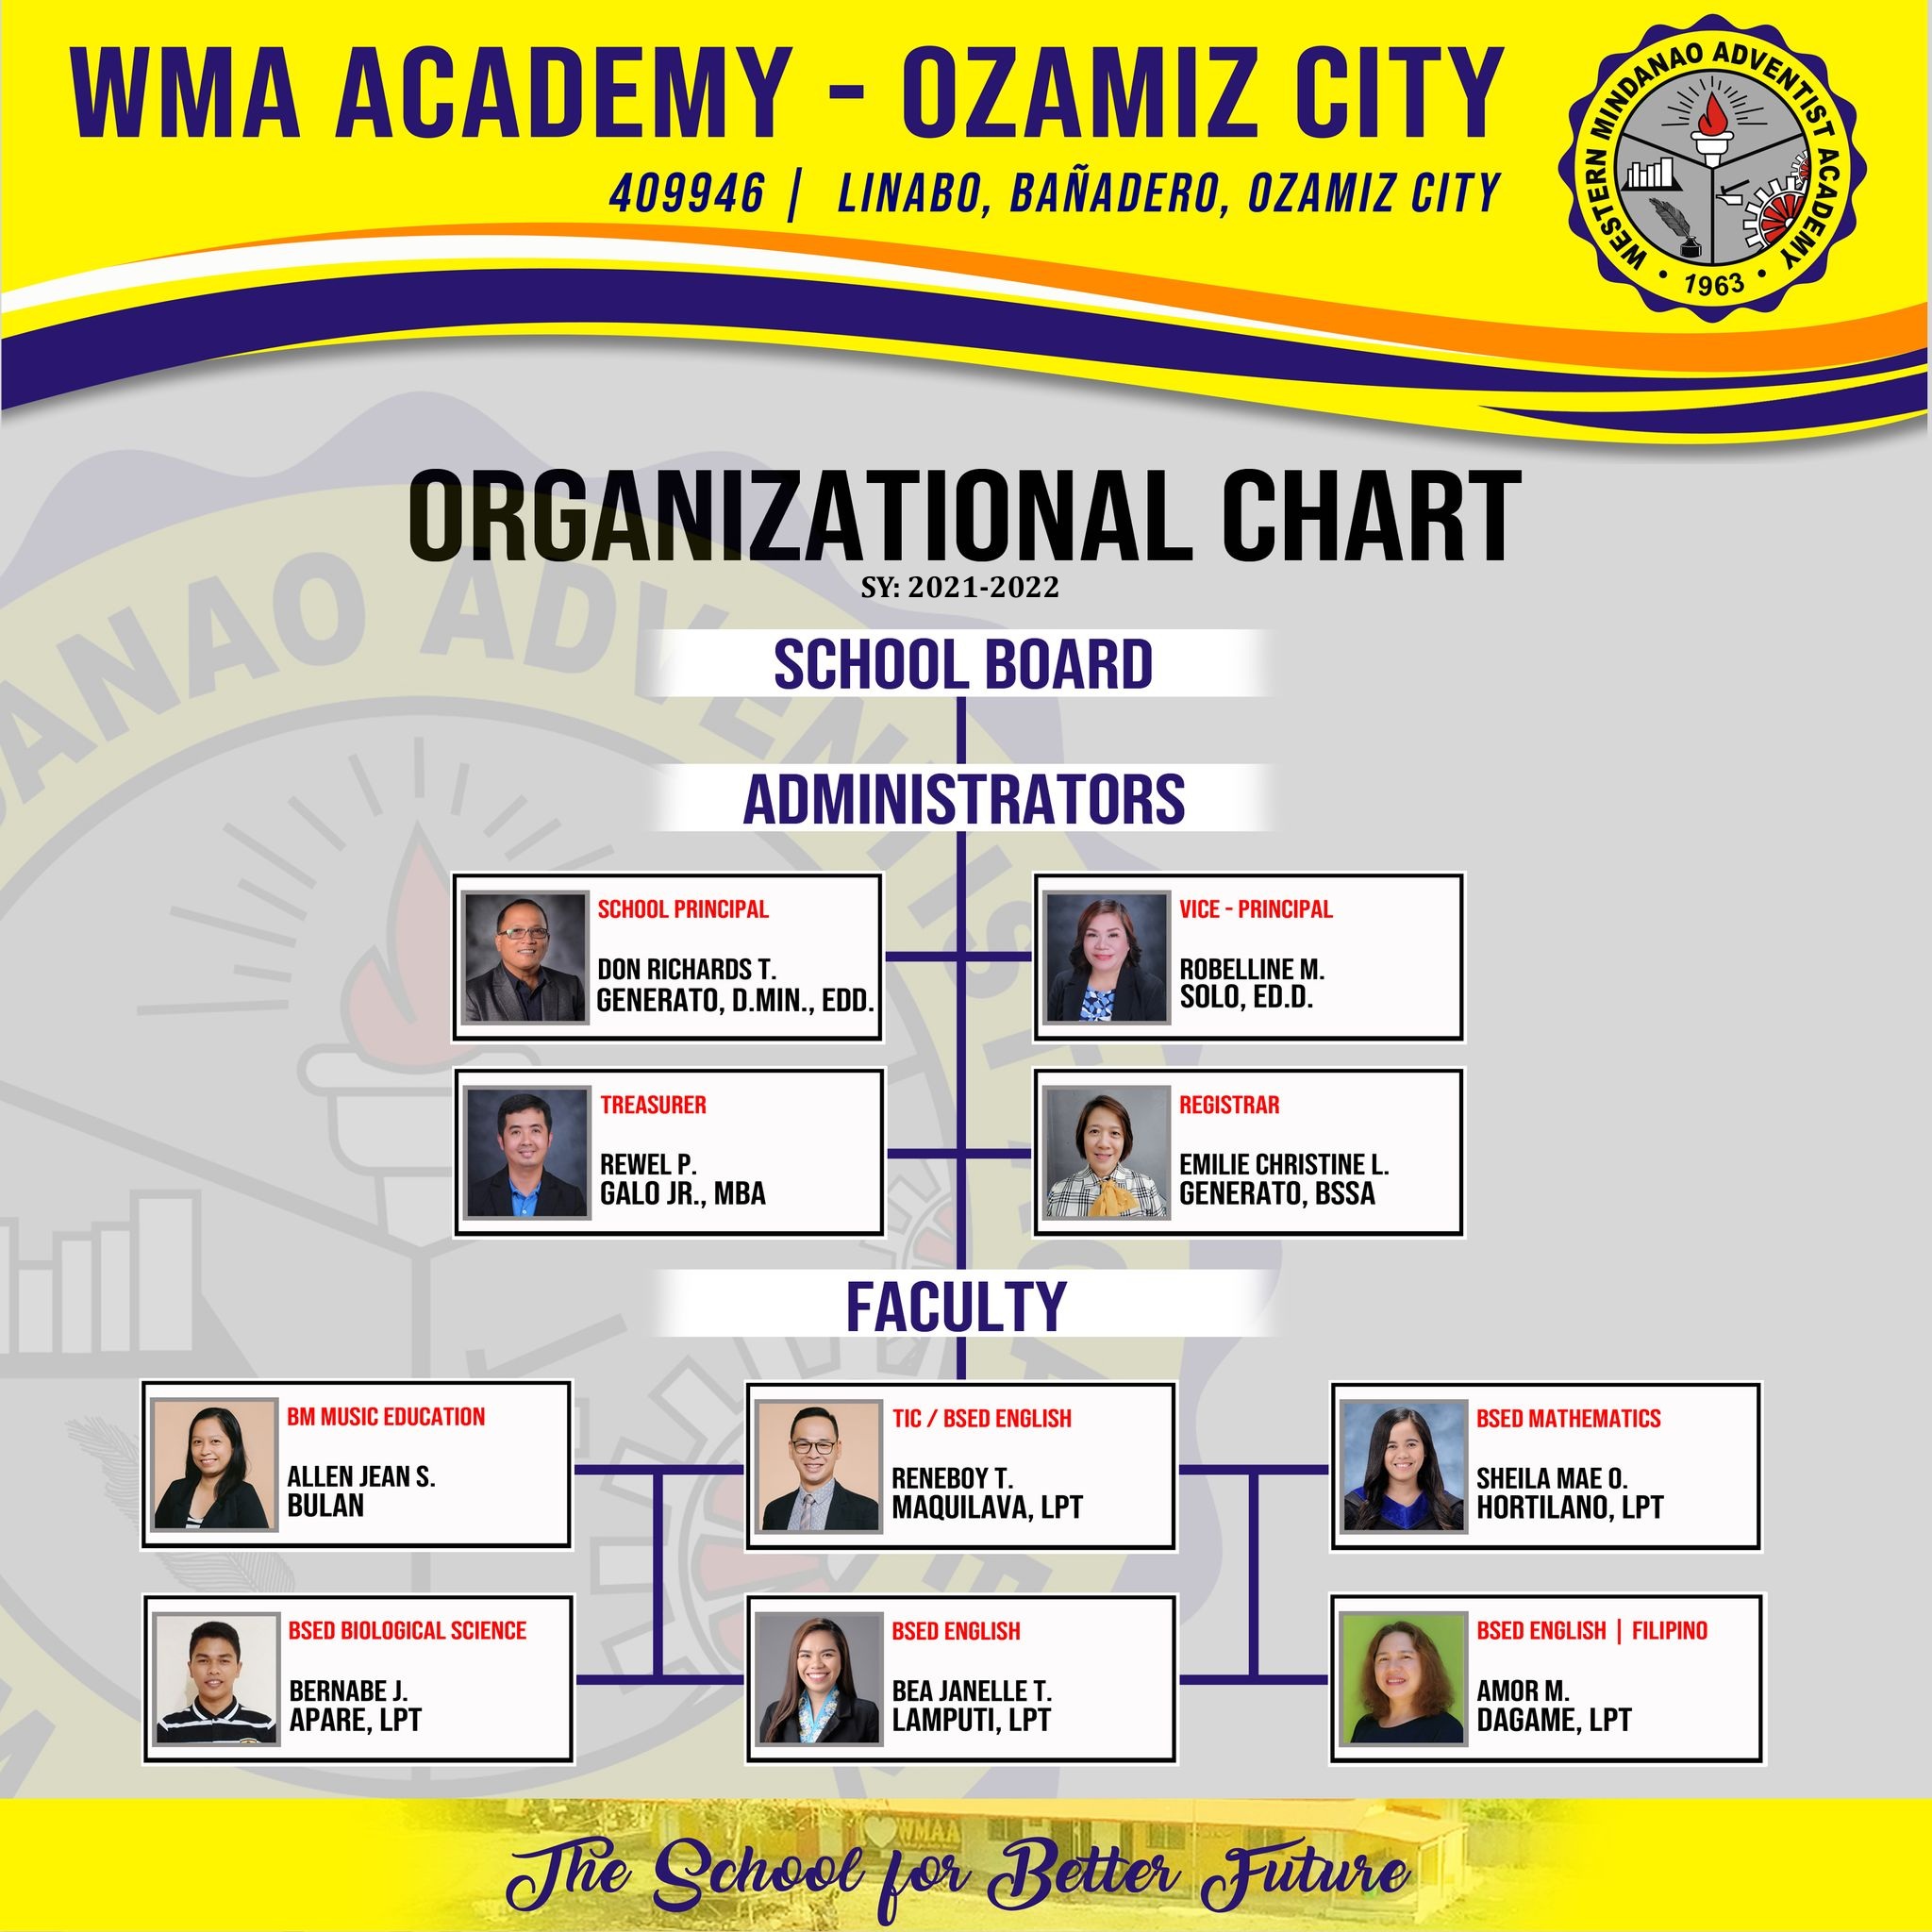 WMA ACADEMY - OZAMIZ CITY
409946 | LINABO, BAÑADERO, OZAMIZ CITY
WESTERN MINDANAO ADVENTIST ACADEMY
• 1963 •
ORGANIZATIONAL CHART
SY: 2021-2022
SCHOOL BOARD
ADMINISTRATORS
SCHOOL PRINCIPAL
DON RICHARDS T.
GENERATO, D.MIN., EDD.
VICE - PRINCIPAL
ROBELLINE M.
SOLO, ED.D.
TREASURER
REWEL P.
GALO JR., MBA
REGISTRAR
EMILIE CHRISTINE L.
GENERATO, BSSA
FACULTY
BM MUSIC EDUCATION
ALLEN JEAN S.
BULAN
TIC / BSED ENGLISH
RENEBOY T.
MAQUILAVA, LPT
BSED MATHEMATICS
SHEILA MAE O.
HORTILANO, LPT
BSED BIOLOGICAL SCIENCE
BERNABE J.
APARE, LPT
BSED ENGLISH
BEA JANELLE T.
LAMPUTI, LPT
BSED ENGLISH | FILIPINO
AMOR M.
DAGAME, LPT
WMAA
The School for Better Future